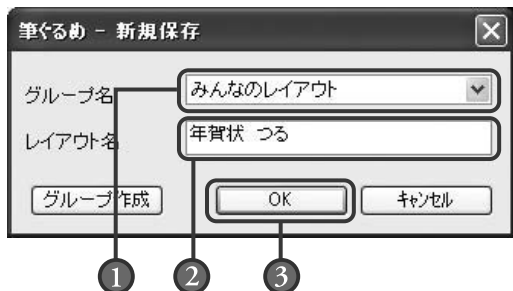 筆ぐるめ - 新規保存
グループ名
みんなのレイアウト
レイアウト名
年賀状 つる
グループ作成
OK
キャンセル
1
2
3